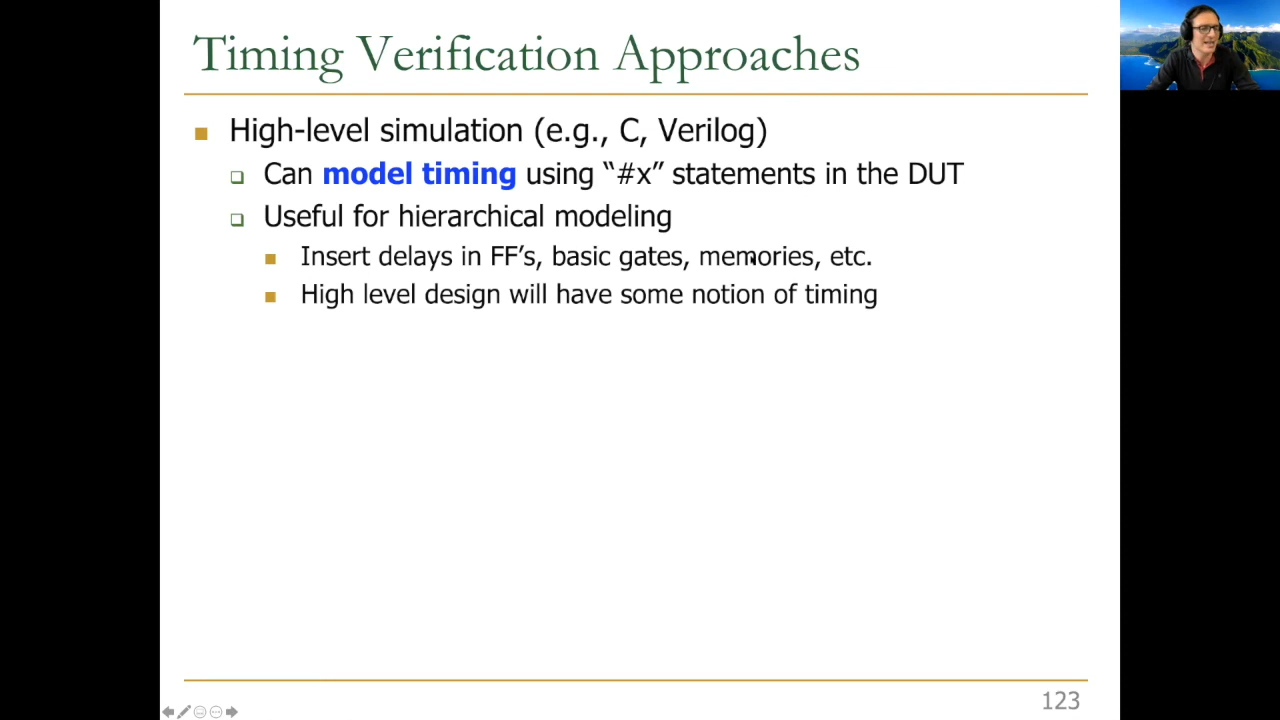 Timing Verification Approaches
High-level simulation (e.g., C, Verilog)
Can model timing using “#x” statements in the DUT
Useful for hierarchical modeling
Insert delays in FF’s, basic gates, memories, etc.
High level design will have some notion of timing
123